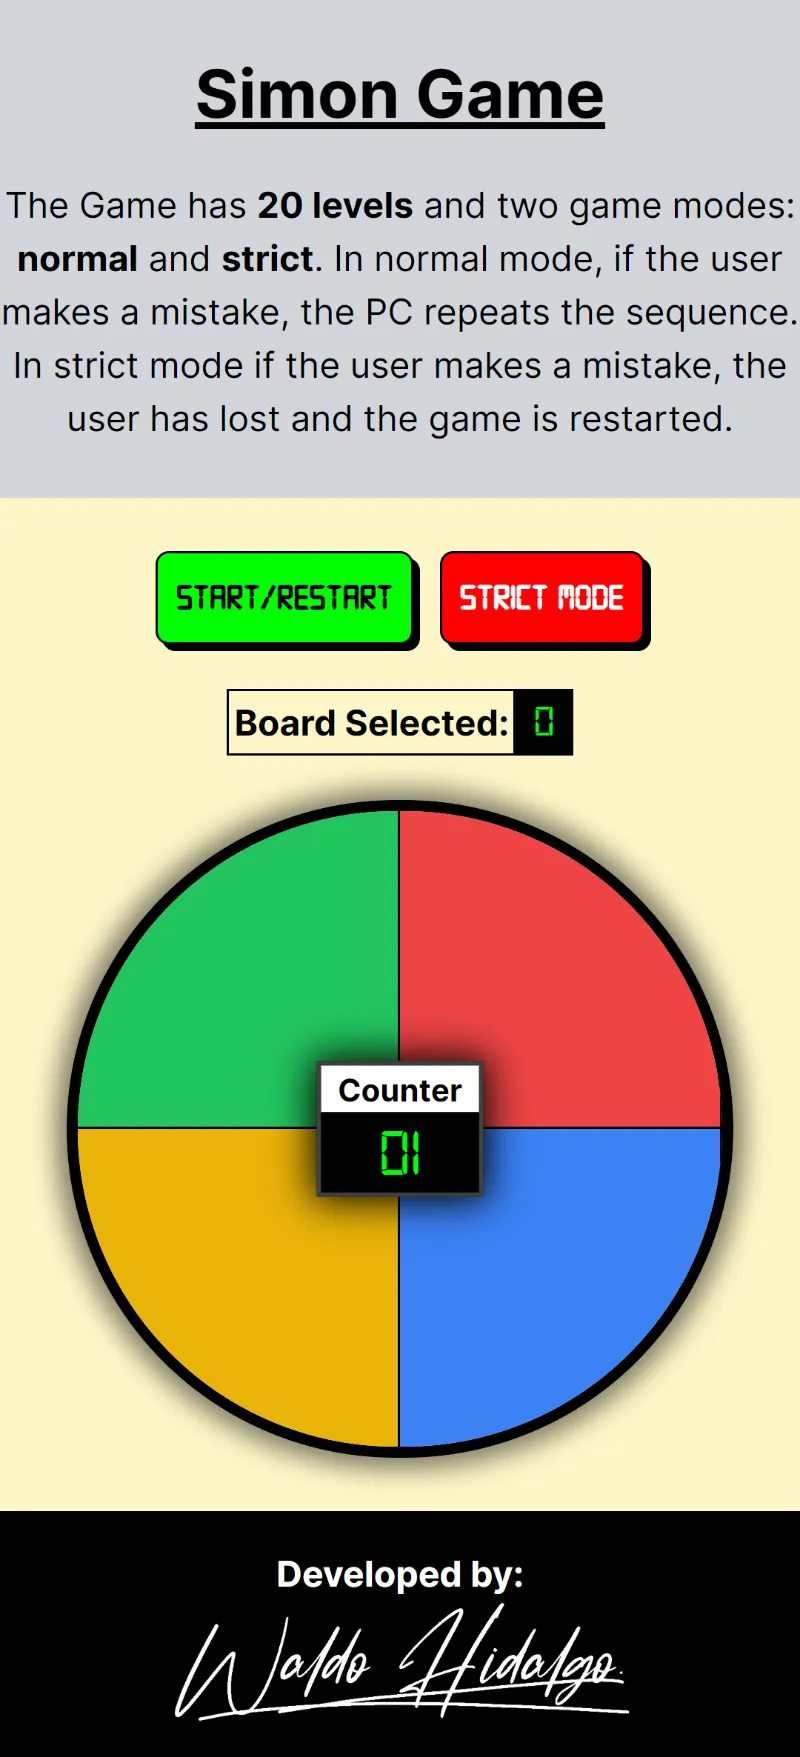 Simon Game
The Game has 20 levels and two game modes:
normal and strict. In normal mode, if the user
makes a mistake, the PC repeats the sequence.
In strict mode if the user makes a mistake, the
user has lost and the game is restarted.
START/RESTART STRICT MODE
Board Selected: 0
Counter
01
Developed by:
Waldo Hidalgo.